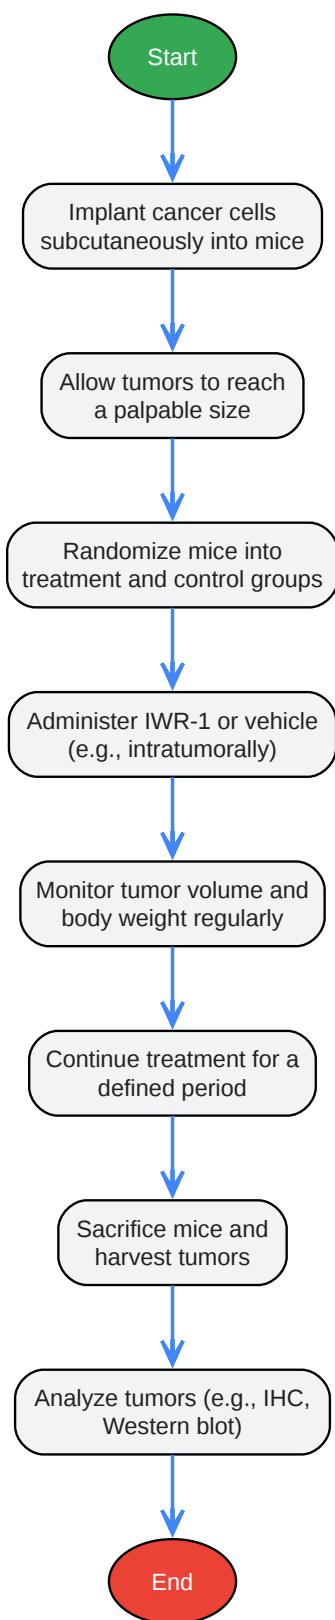 Start
Implant cancer cells
subcutaneously into mice
Allow tumors to reach
a palpable size
Randomize mice into
treatment and control groups
Administer IWR-1 or vehicle
(e.g., intratumorally)
Monitor tumor volume and
body weight regularly
Continue treatment for a
defined period
Sacrifice mice and
harvest tumors
Analyze tumors (e.g., IHC,
Western blot)
End